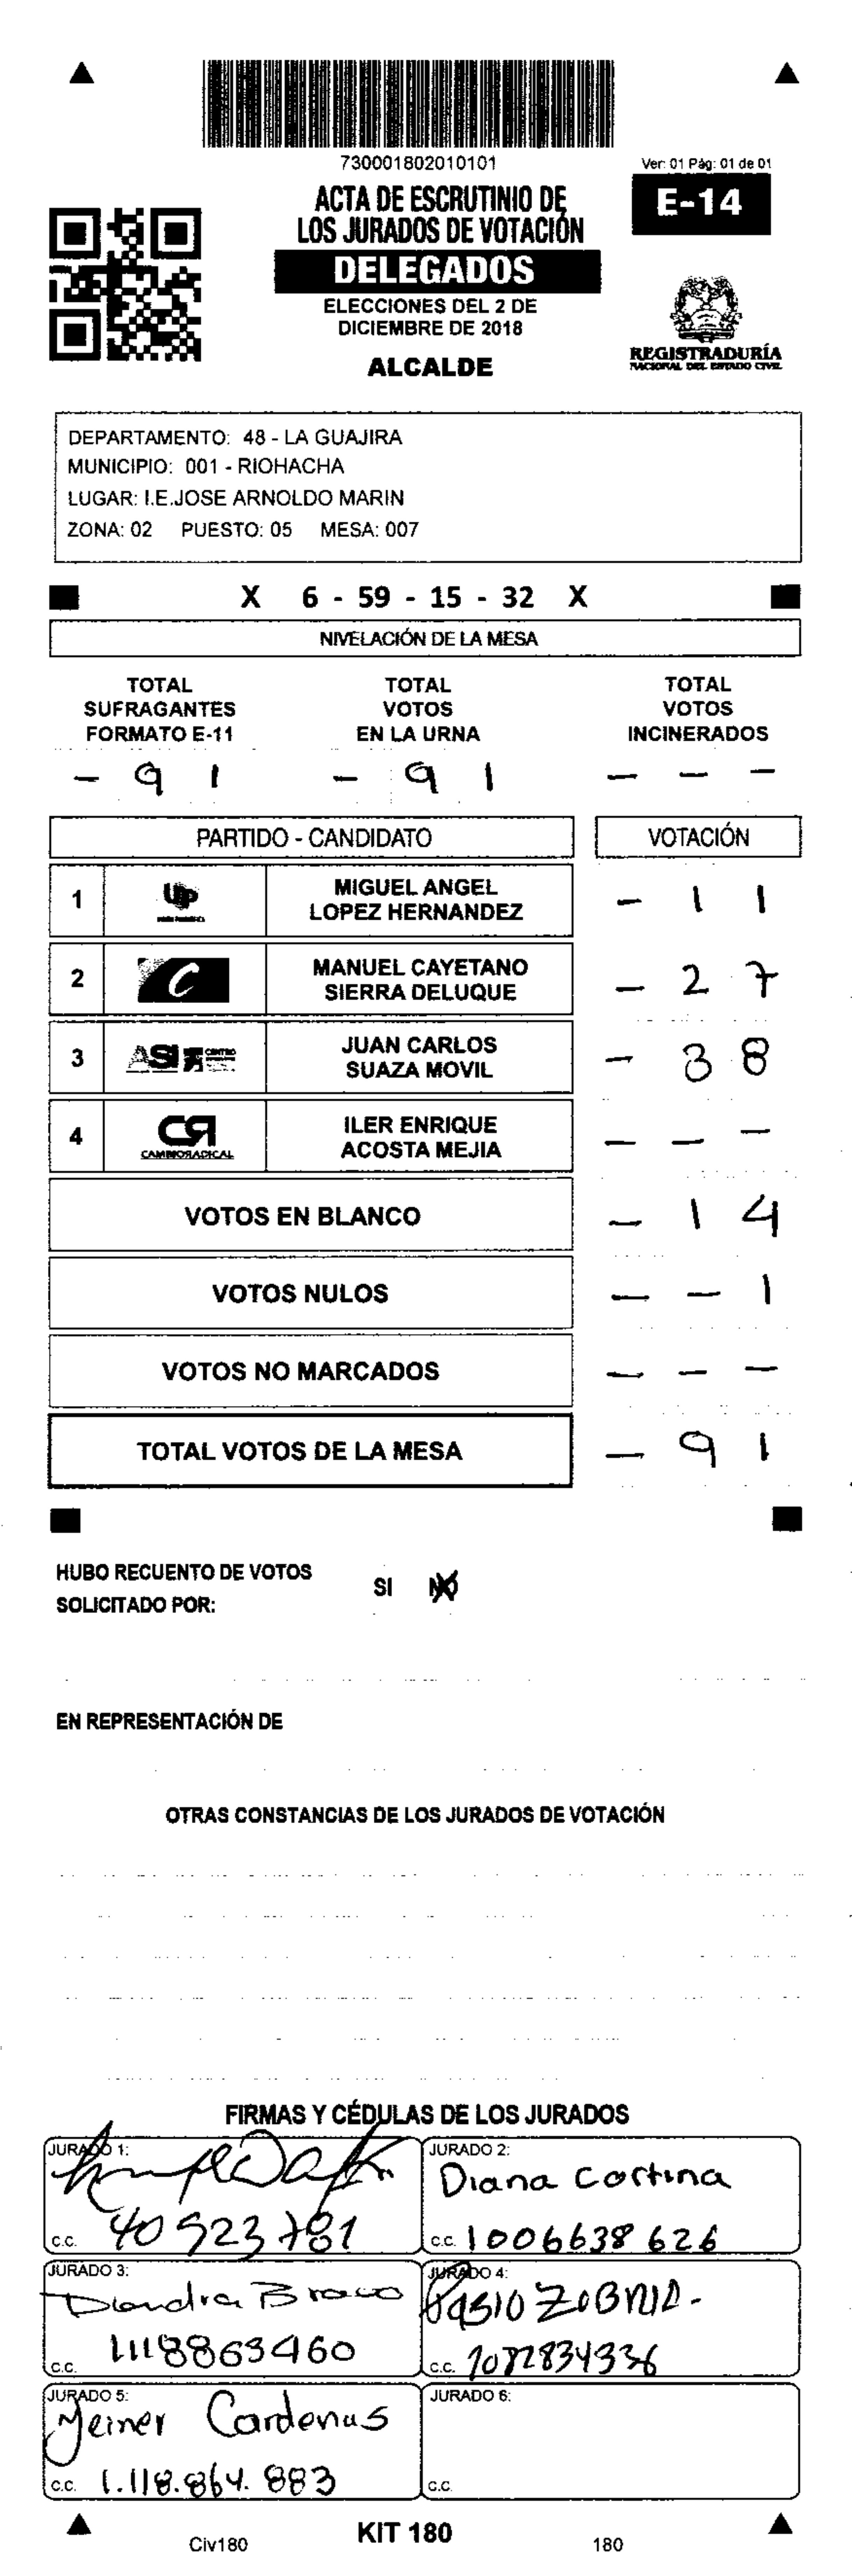 730001802010101
Ver: 01 Pág: 01 de 01
ACTA DE ESCRUTINIO DE
LOS JURADOS DE VOTACIÓN
E-14
DELEGADOS
ELECCIONES DEL 2 DE
DICIEMBRE DE 2018
ALCALDE
REGISTRADURÍA
NACIONAL DEL ESTADO CIVIL
DEPARTAMENTO: 48 - LA GUAJIRA
MUNICIPIO: 001 - RIOHACHA
LUGAR: I.E.JOSE ARNOLDO MARIN
ZONA: 02 PUESTO: 05 MESA: 007
X 6 - 59 - 15 - 32 X
NIVELACIÓN DE LA MESA
TOTAL SUFRAGANTES FORMATO E-11
TOTAL VOTOS EN LA URNA
TOTAL VOTOS INCINERADOS
- 9 1
- 9 1
- - -
PARTIDO - CANDIDATO
VOTACIÓN
1 UP MIGUEL ANGEL LOPEZ HERNANDEZ - 1 1
2 C MANUEL CAYETANO SIERRA DELUQUE - 2 7
3 ASI JUAN CARLOS SUAZA MOVIL - 3 8
4 CR CAMBIO RADICAL ILER ENRIQUE ACOSTA MEJIA - - -
VOTOS EN BLANCO - 1 4
VOTOS NULOS - - 1
VOTOS NO MARCADOS - - -
TOTAL VOTOS DE LA MESA - 9 1
HUBO RECUENTO DE VOTOS
SI NO
SOLICITADO POR:
EN REPRESENTACIÓN DE
OTRAS CONSTANCIAS DE LOS JURADOS DE VOTACIÓN
FIRMAS Y CÉDULAS DE LOS JURADOS
JURADO 1:
c.c. 40923781
JURADO 2:
Diana Cortina
c.c. 1006638626
JURADO 3:
Bravo
c.c. 1118863460
JURADO 4:
c.c.
JURADO 5:
Yeiner Cardenas
c.c. 1.118.864.883
JURADO 6:
c.c.
Civ180
KIT 180
180